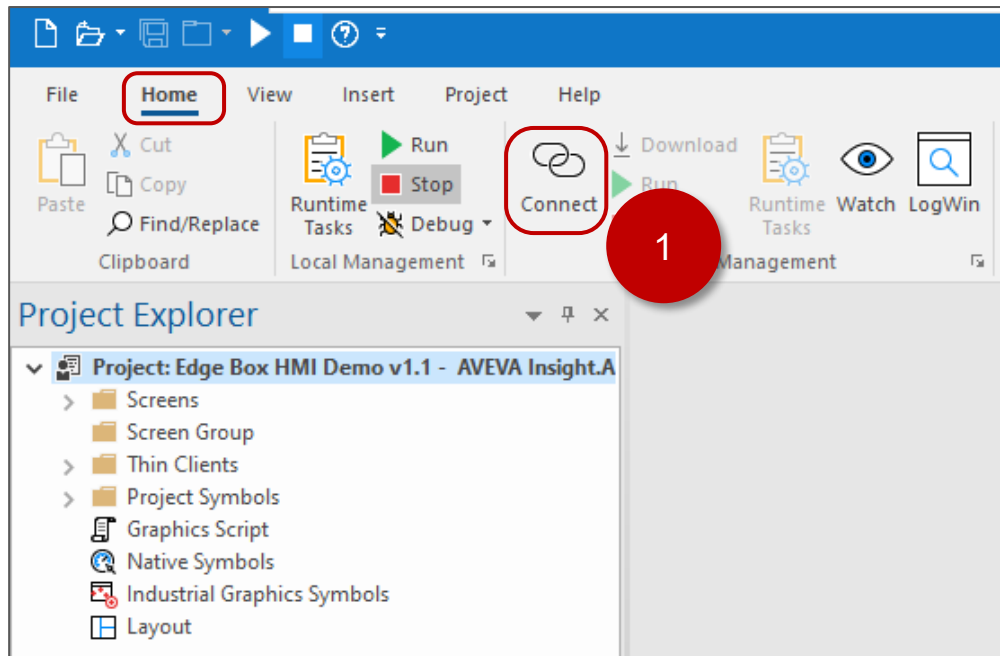 File Home View Insert Project Help
Paste
Cut
Copy
Find/Replace
Clipboard
Runtime
Tasks
Run
Stop
Debug
Local Management
Connect
Download
Run
1
Runtime
Tasks
Watch
LogWin
Management
Project Explorer
Project: Edge Box HMI Demo v1.1 - AVEVA Insight.A
Screens
Screen Group
Thin Clients
Project Symbols
Graphics Script
Native Symbols
Industrial Graphics Symbols
Layout